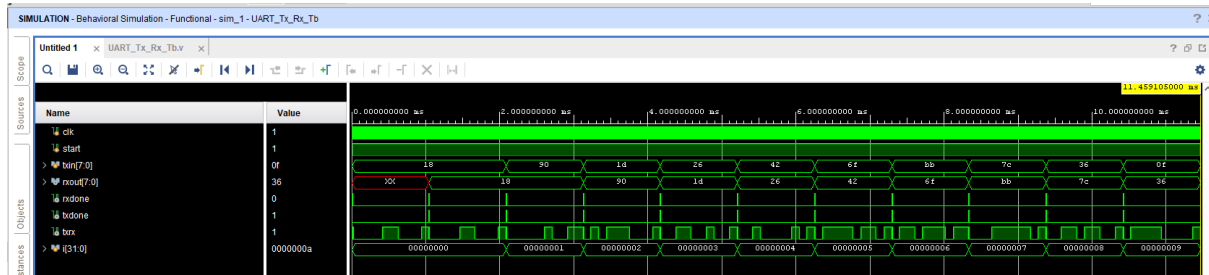 SIMULATION - Behavioral Simulation - Functional - sim_1 - UART_Tx_Rx_Tb ?
Untitled 1 × UART_Tx_Rx_Tb.v × ?
Scope
Sources
Objects
11.459105000 ms
Name Value 0.000000000 ms 2.000000000 ms 4.000000000 ms 6.000000000 ms 8.000000000 ms 10.000000000 ms
clk 1
start 1
txin[7:0] 0f 18 90 1d 26 42 6f bb 7c 36 0f
rxout[7:0] 36 XX 18 90 1d 26 42 6f bb 7c 36
rxdone 0
txdone 1
txrx 1
i[31:0] 0000000a 00000000 00000001 00000002 00000003 00000004 00000005 00000006 00000007 00000008 00000009